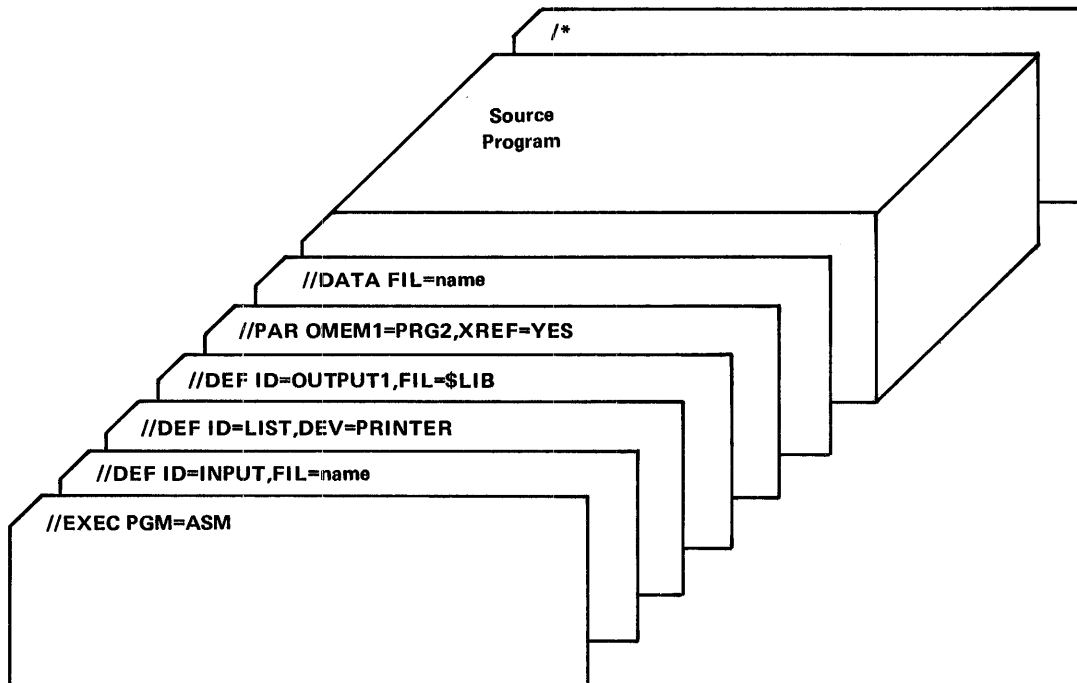 /*
Source
Program
//DATA FIL=name
//PAR OMEM1=PRG2,XREF=YES
//DEF ID=OUTPUT1,FIL=$LIB
//DEF ID=LIST,DEV=PRINTER
//DEF ID=INPUT,FIL=name
//EXEC PGM=ASM